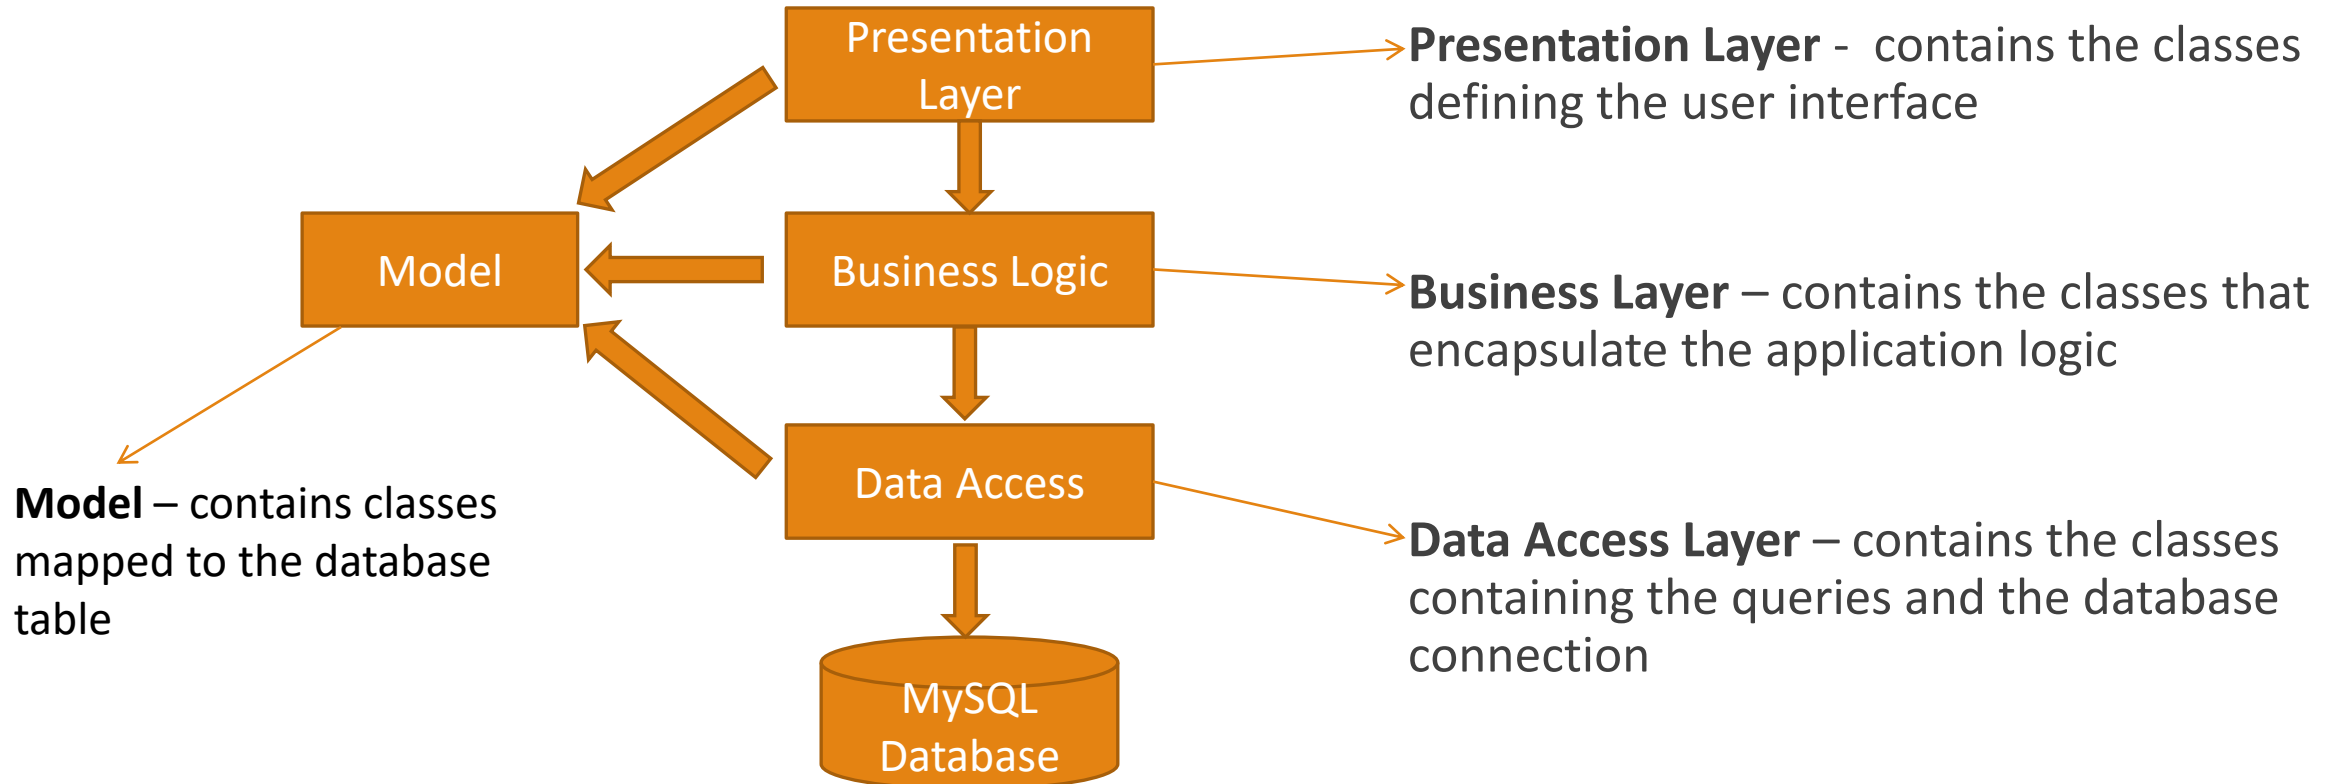 Presentation
Layer
Presentation Layer -  contains the classes
defining the user interface
Model
Business Logic
Business Layer – contains the classes that
encapsulate the application logic
Data Access
Model – contains classes
mapped to the database
table
Data Access Layer – contains the classes
containing the queries and the database
connection
MySQL
Database